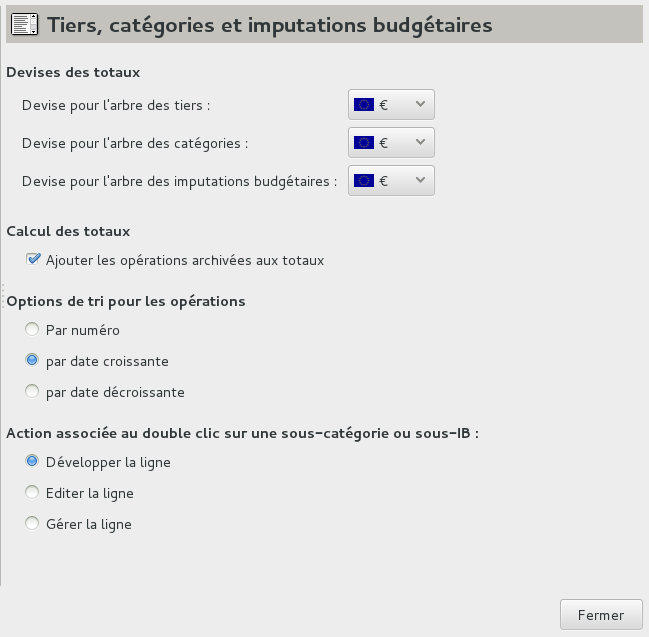 Tiers, catégories et imputations budgétaires
Devises des totaux
Devise pour l'arbre des tiers : €
Devise pour l'arbre des catégories : €
Devise pour l'arbre des imputations budgétaires : €
Calcul des totaux
Ajouter les opérations archivées aux totaux
Options de tri pour les opérations
Par numéro
par date croissante
par date décroissante
Action associée au double clic sur une sous-catégorie ou sous-IB :
Développer la ligne
Editer la ligne
Gérer la ligne
Fermer